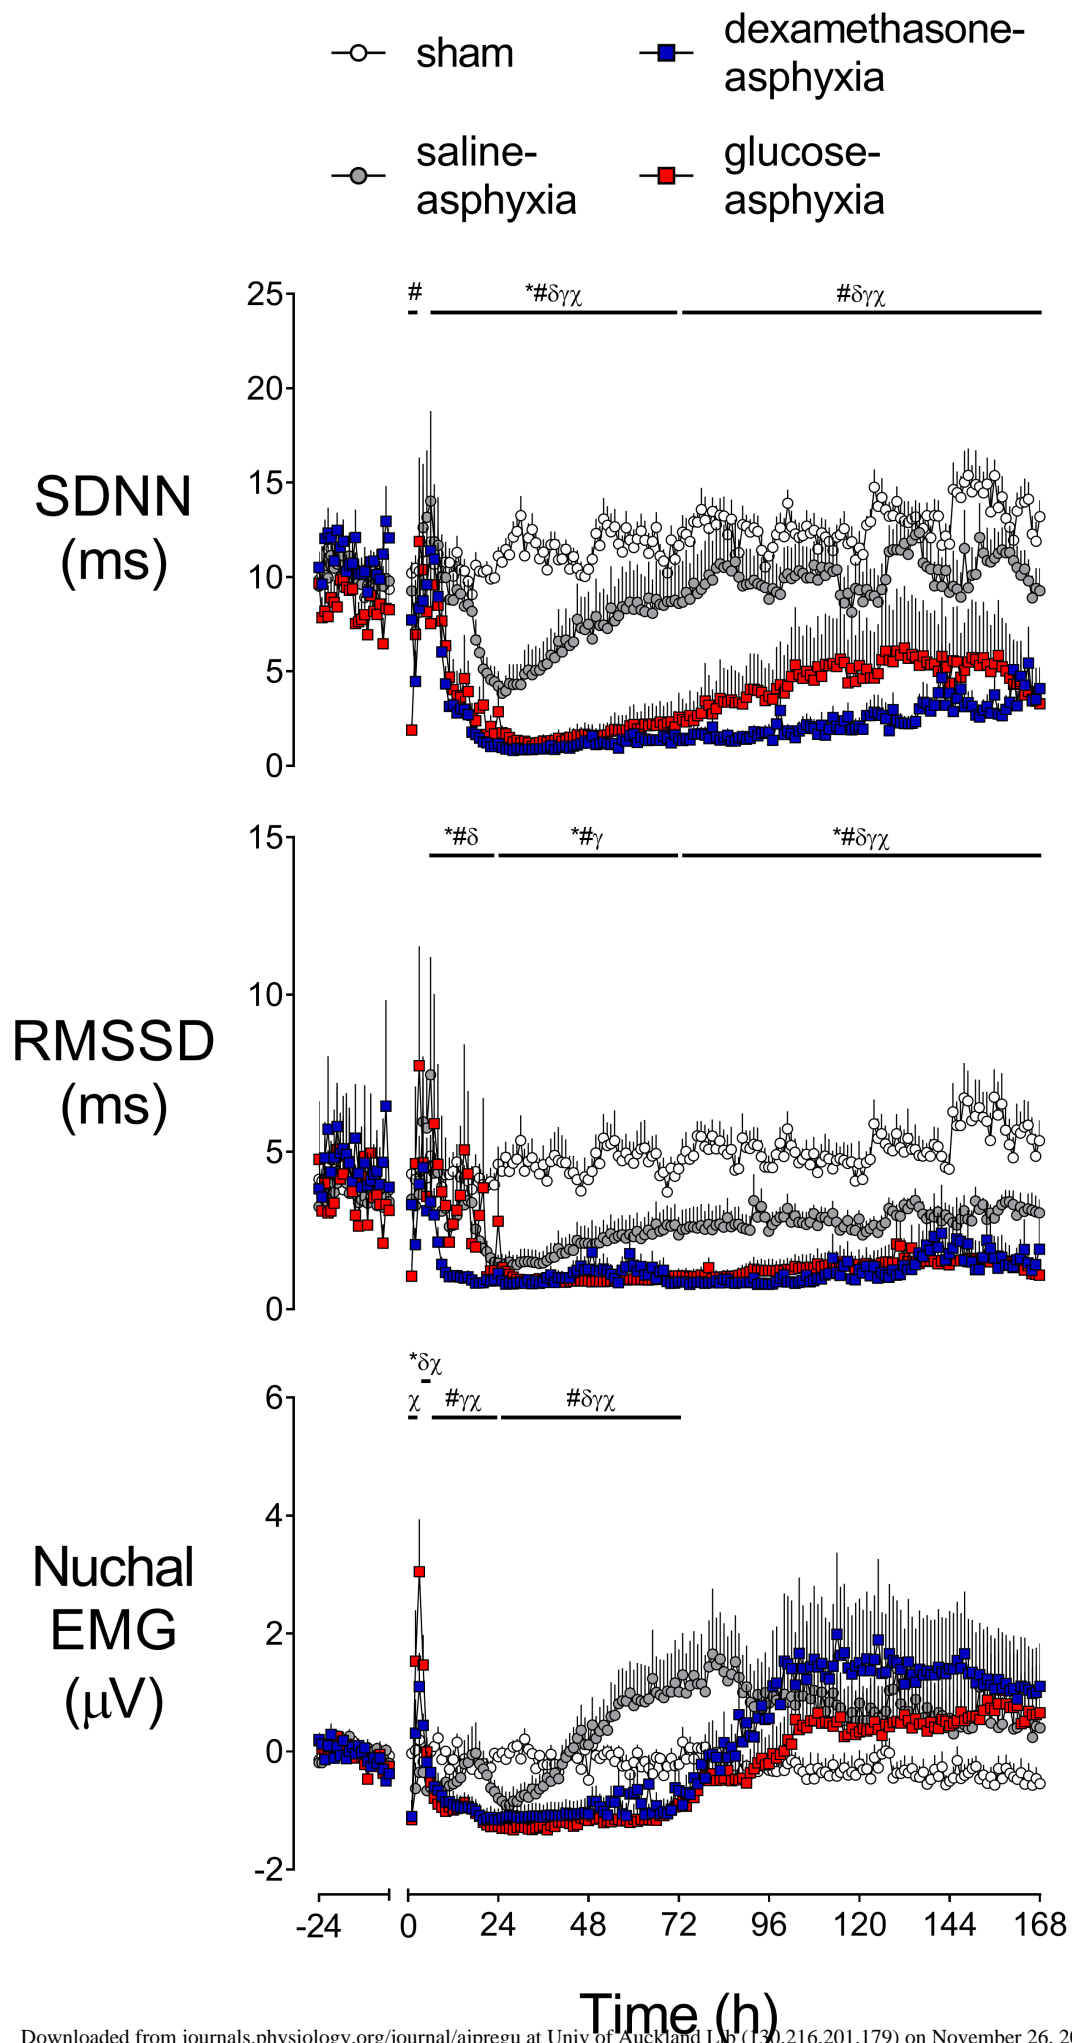 sham
dexamethasone-
asphyxia
saline-
asphyxia
glucose-
asphyxia
SDNN
(ms)
25
20
15
10
5
0
#
*#δγχ
#δγχ
RMSSD
(ms)
15
10
5
0
*#δ
*#γ
*#δγχ
Nuchal
EMG
(μV)
6
4
2
0
-2
*δχ
χ
#γχ
#δγχ
-24 0 24 48 72 96 120 144 168
Time (h)
Downloaded from journals.physiology.org/journal/ajpregu at Univ of Auckland Lib (130.216.201.179) on November 26, 20